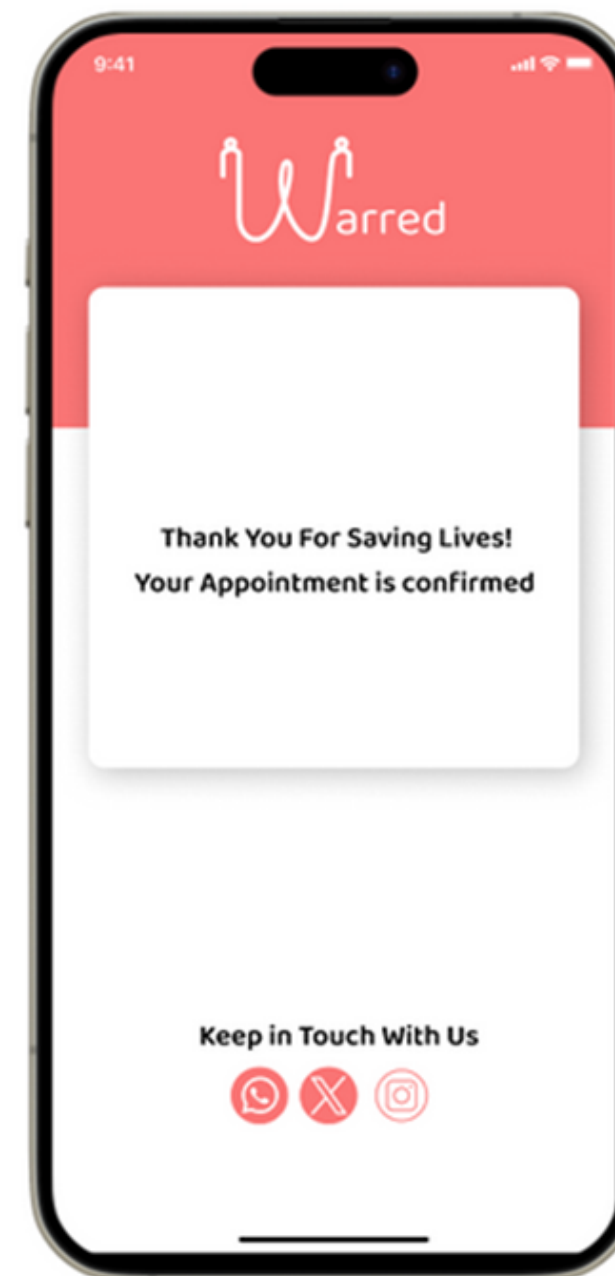 9:41
Warred
Thank You For Saving Lives!
Your Appointment is confirmed
Keep in Touch With Us